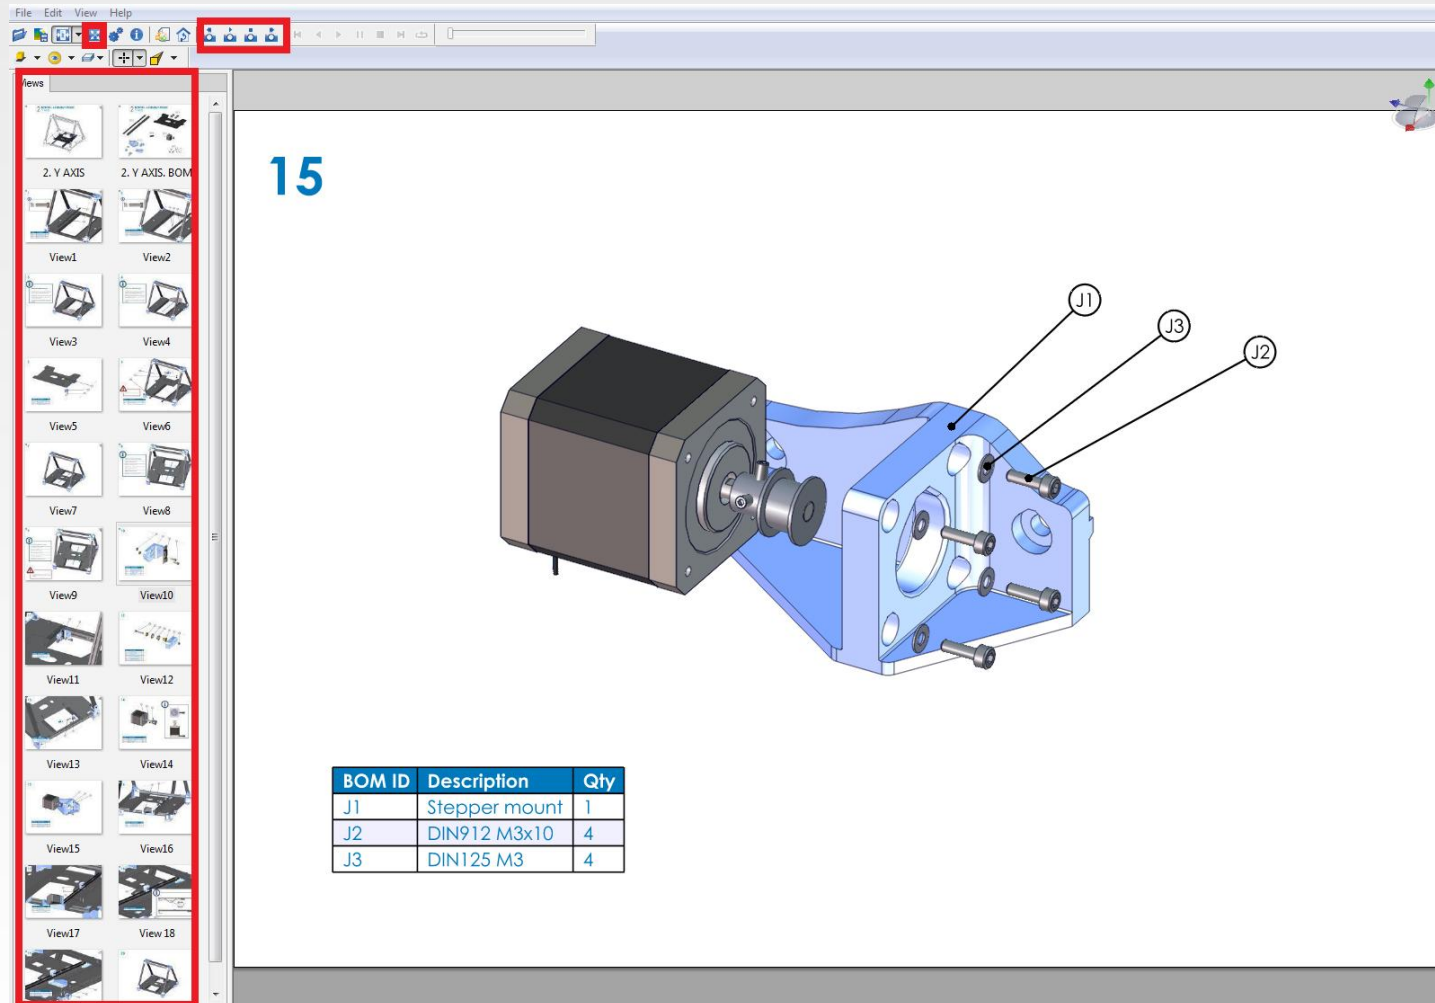 File Edit View Help
Views
2. Y AXIS 2. Y AXIS. BOM
View1 View2
View3 View4
View5 View6
View7 View8
View9 View10
View11 View12
View13 View14
View15 View16
View17 View 18
15
J1
J3
J2
BOM ID Description Qty
J1 Stepper mount 1
J2 DIN912 M3x10 4
J3 DIN125 M3 4